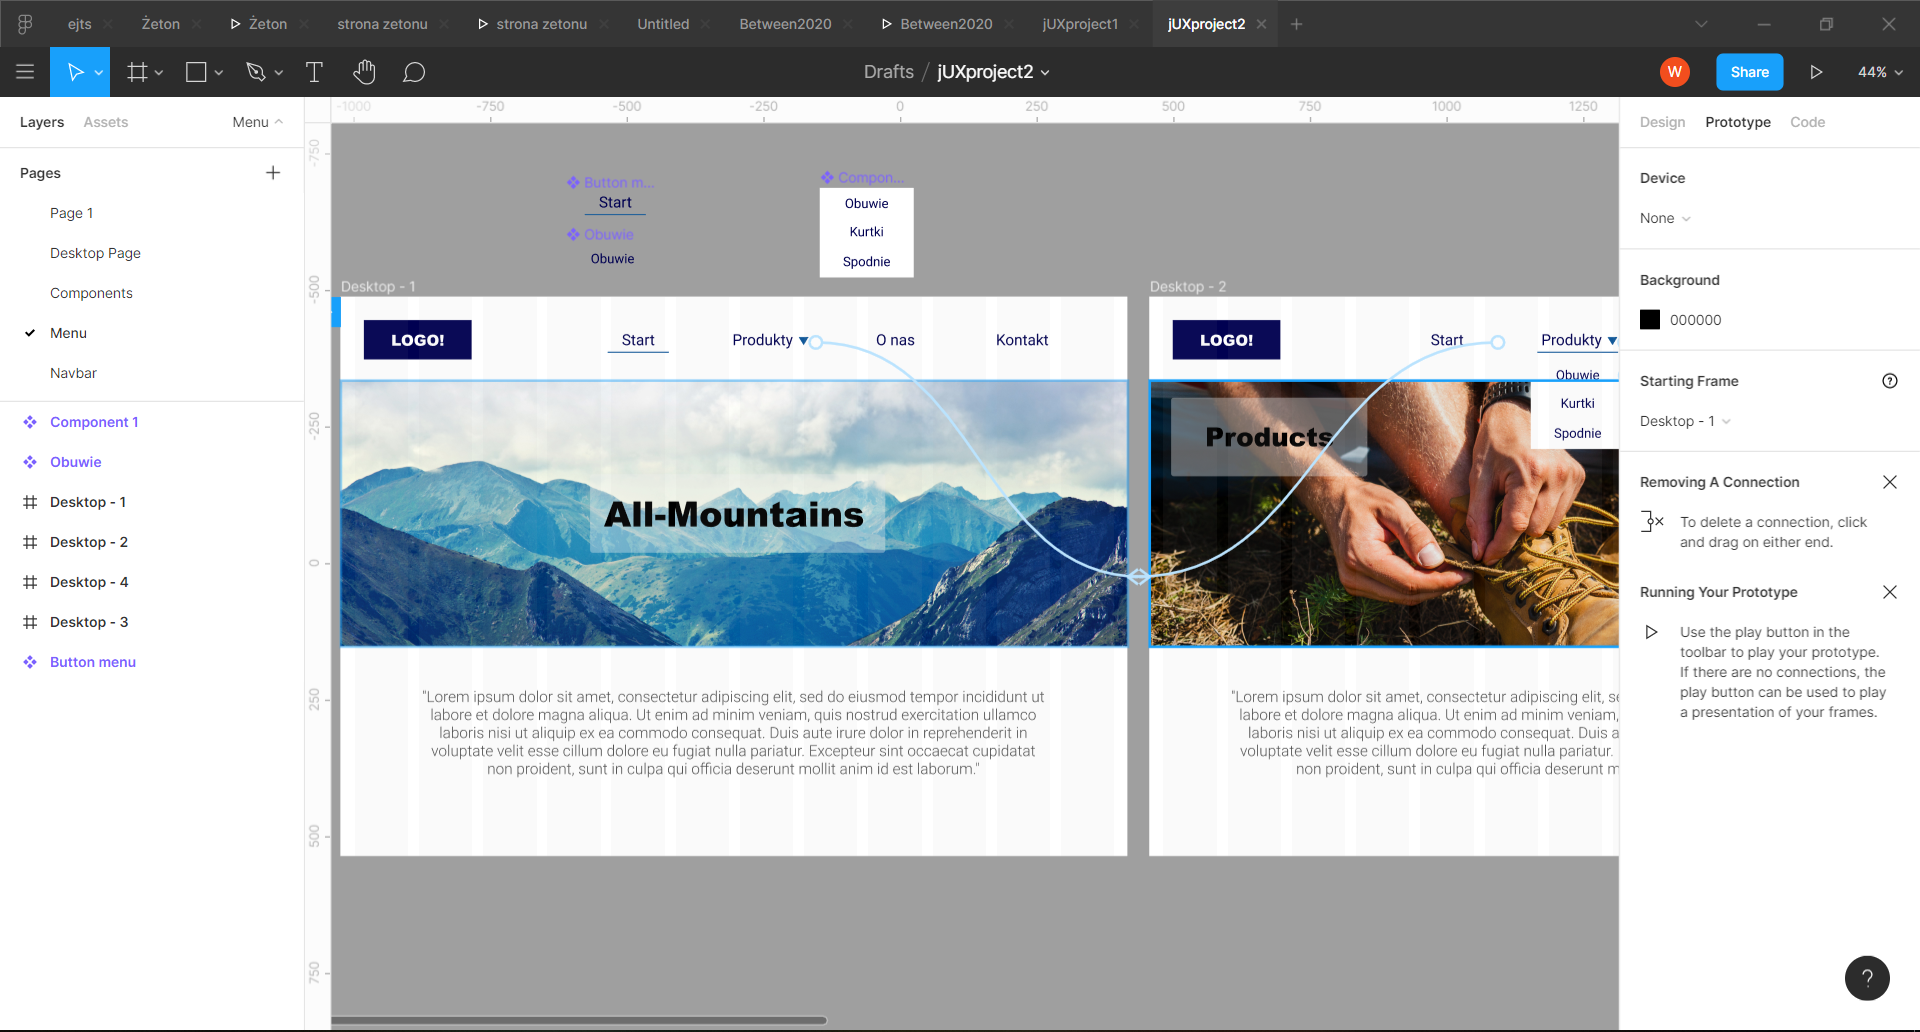 ejts
Żeton
Żeton
strona zetonu
strona zetonu
Untitled
Between2020
Between2020
jUXproject1
jUXproject2
Drafts / jUXproject2
W
Share
44%
Layers
Assets
Menu
Pages
Page 1
Desktop Page
Components
Menu
Navbar
Component 1
Obuwie
Desktop - 1
Desktop - 2
Desktop - 4
Desktop - 3
Button menu
-1000
-750
-500
-250
0
250
500
750
1000
1250
-750
-500
-250
0
250
500
750
Button m...
Start
Obuwie
Obuwie
Compon...
Obuwie
Kurtki
Spodnie
Desktop - 1
LOGO!
Start
Produkty
O nas
Kontakt
All-Mountains
"Lorem ipsum dolor sit amet, consectetur adipiscing elit, sed do eiusmod tempor incididunt ut
labore et dolore magna aliqua. Ut enim ad minim veniam, quis nostrud exercitation ullamco
laboris nisi ut aliquip ex ea commodo consequat. Duis aute irure dolor in reprehenderit in
voluptate velit esse cillum dolore eu fugiat nulla pariatur. Excepteur sint occaecat cupidatat
non proident, sunt in culpa qui officia deserunt mollit anim id est laborum."
Desktop - 2
LOGO!
Start
Produkty
Obuwie
Kurtki
Spodnie
Products
"Lorem ipsum dolor sit amet, consectetur adipiscing elit, se
labore et dolore magna aliqua. Ut enim ad minim veniam,
laboris nisi ut aliquip ex ea commodo consequat. Duis a
voluptate velit esse cillum dolore eu fugiat nulla pariatur.
non proident, sunt in culpa qui officia deserunt m
Design
Prototype
Code
Device
None
Background
000000
Starting Frame
?
Desktop - 1
Removing A Connection
To delete a connection, click
and drag on either end.
Running Your Prototype
Use the play button in the
toolbar to play your prototype.
If there are no connections, the
play button can be used to play
a presentation of your frames.
?